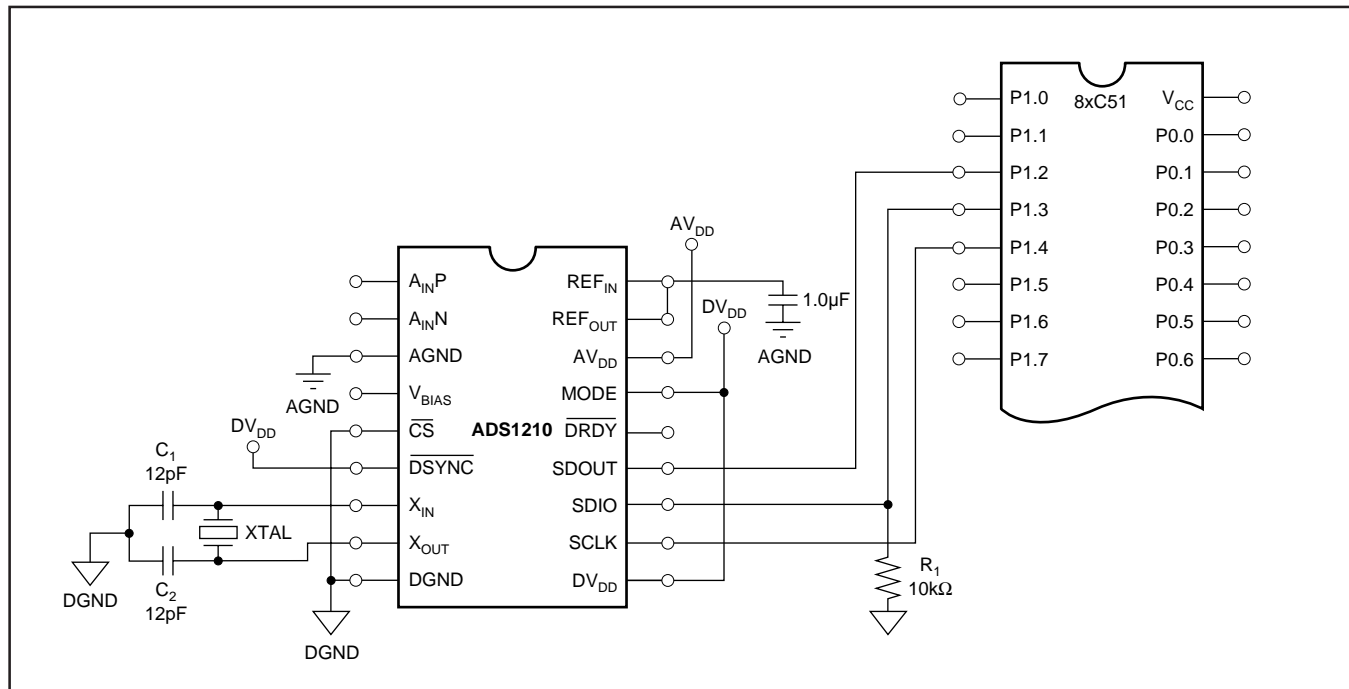 8xC51
P1.0
P1.1
P1.2
P1.3
P1.4
P1.5
P1.6
P1.7
VCC
P0.0
P0.1
P0.2
P0.3
P0.4
P0.5
P0.6
AVDD
DVDD
1.0µF
AGND
ADS1210
AINP
AINN
AGND
VBIAS
CS
DSYNC
XIN
XOUT
DGND
REFIN
REFOUT
AVDD
MODE
DRDY
SDOUT
SDIO
SCLK
DVDD
AGND
DVDD
C1
12pF
XTAL
C2
12pF
DGND
DGND
R1
10kΩ